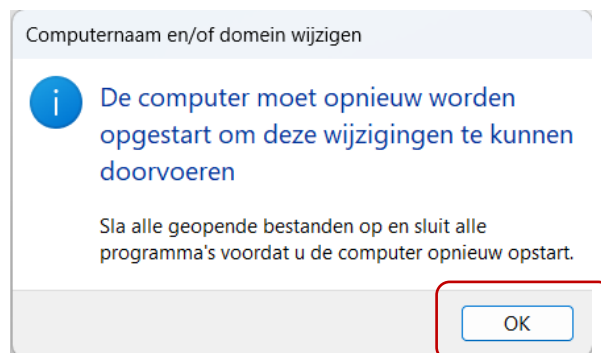 Computernaam en/of domein wijzigen
De computer moet opnieuw worden
opgestart om deze wijzigingen te kunnen
doorvoeren
Sla alle geopende bestanden op en sluit alle
programma's voordat u de computer opnieuw opstart.
OK